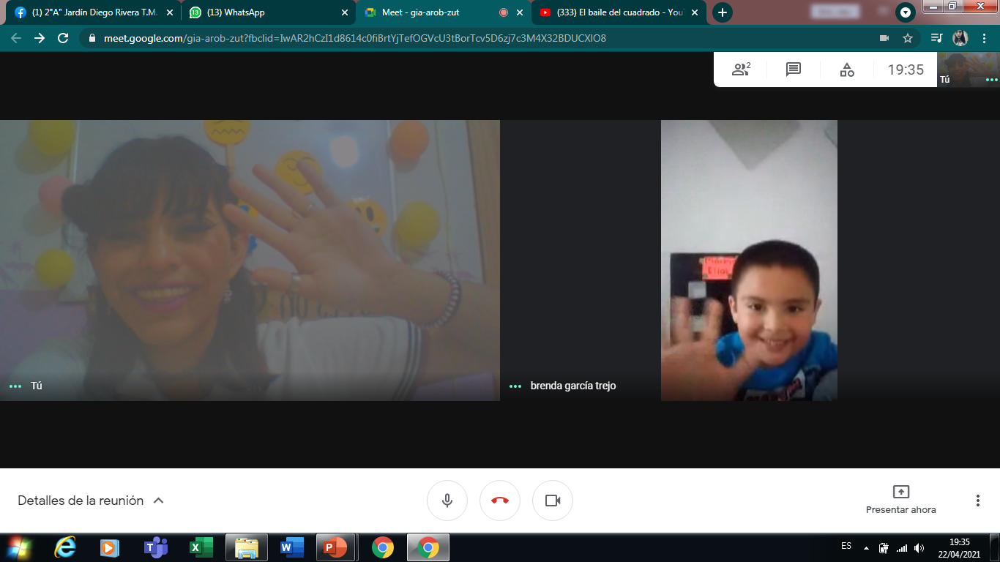 (1) 2"A" Jardín Diego Rivera T.M.
(13) WhatsApp
Meet - gia-arob-zut
(333) El baile del cuadrado - You
meet.google.com/gia-arob-zut?fbclid=IwAR2hCzI1d8614c0fiBrtYjTefOGVcU3tBorTcv5D6zj7c3M4X32BDUCXlO8
2
19:35
Tú
Elias
Tú
brenda garcía trejo
Detalles de la reunión
Presentar ahora
ES
19:35
22/04/2021